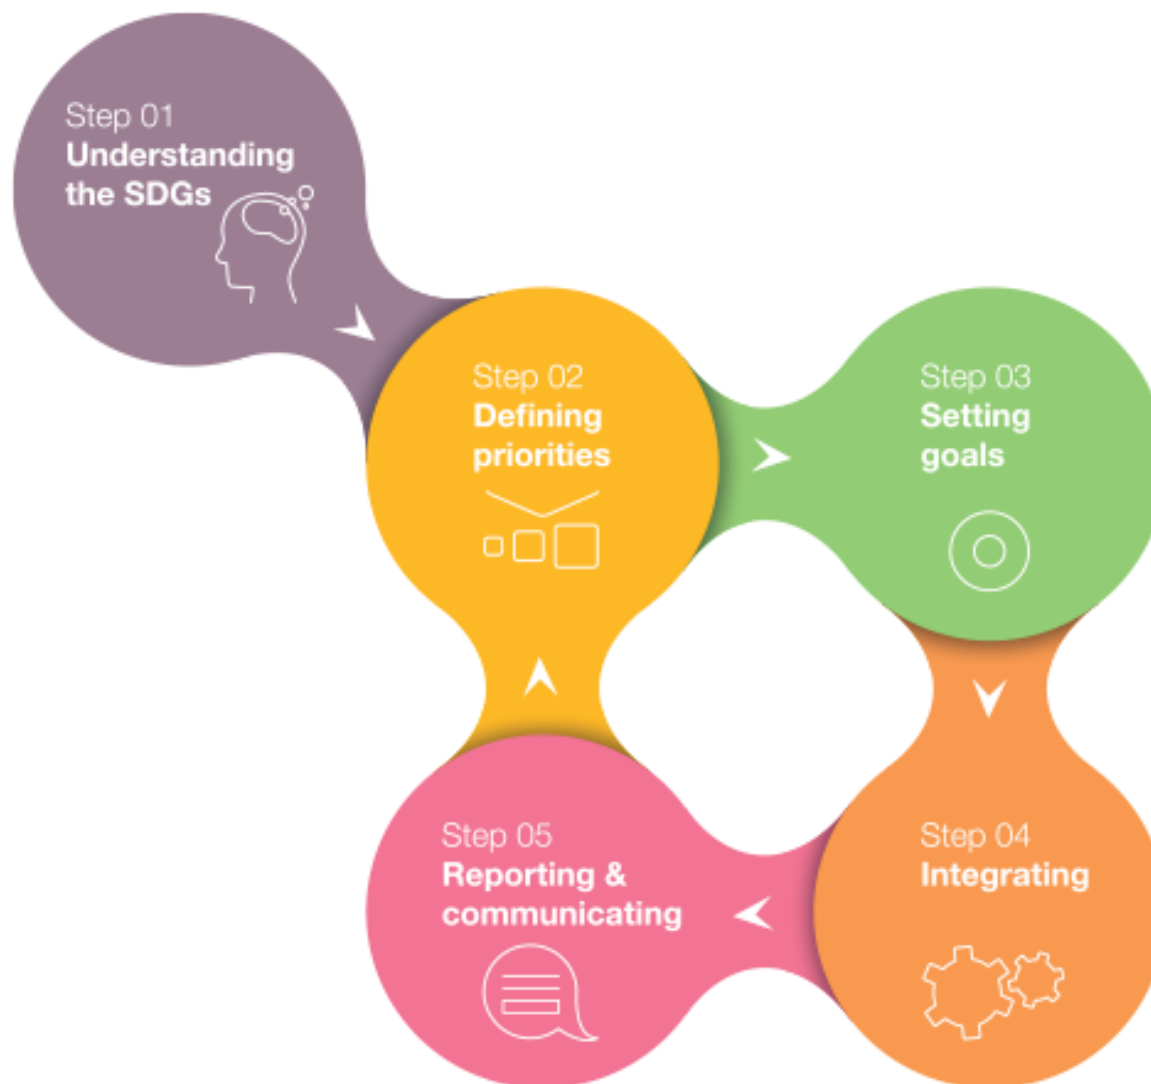 Step 01
Understanding
the SDGs
Step 02
Defining
priorities
Step 03
Setting
goals
Step 04
Integrating
Step 05
Reporting &
communicating